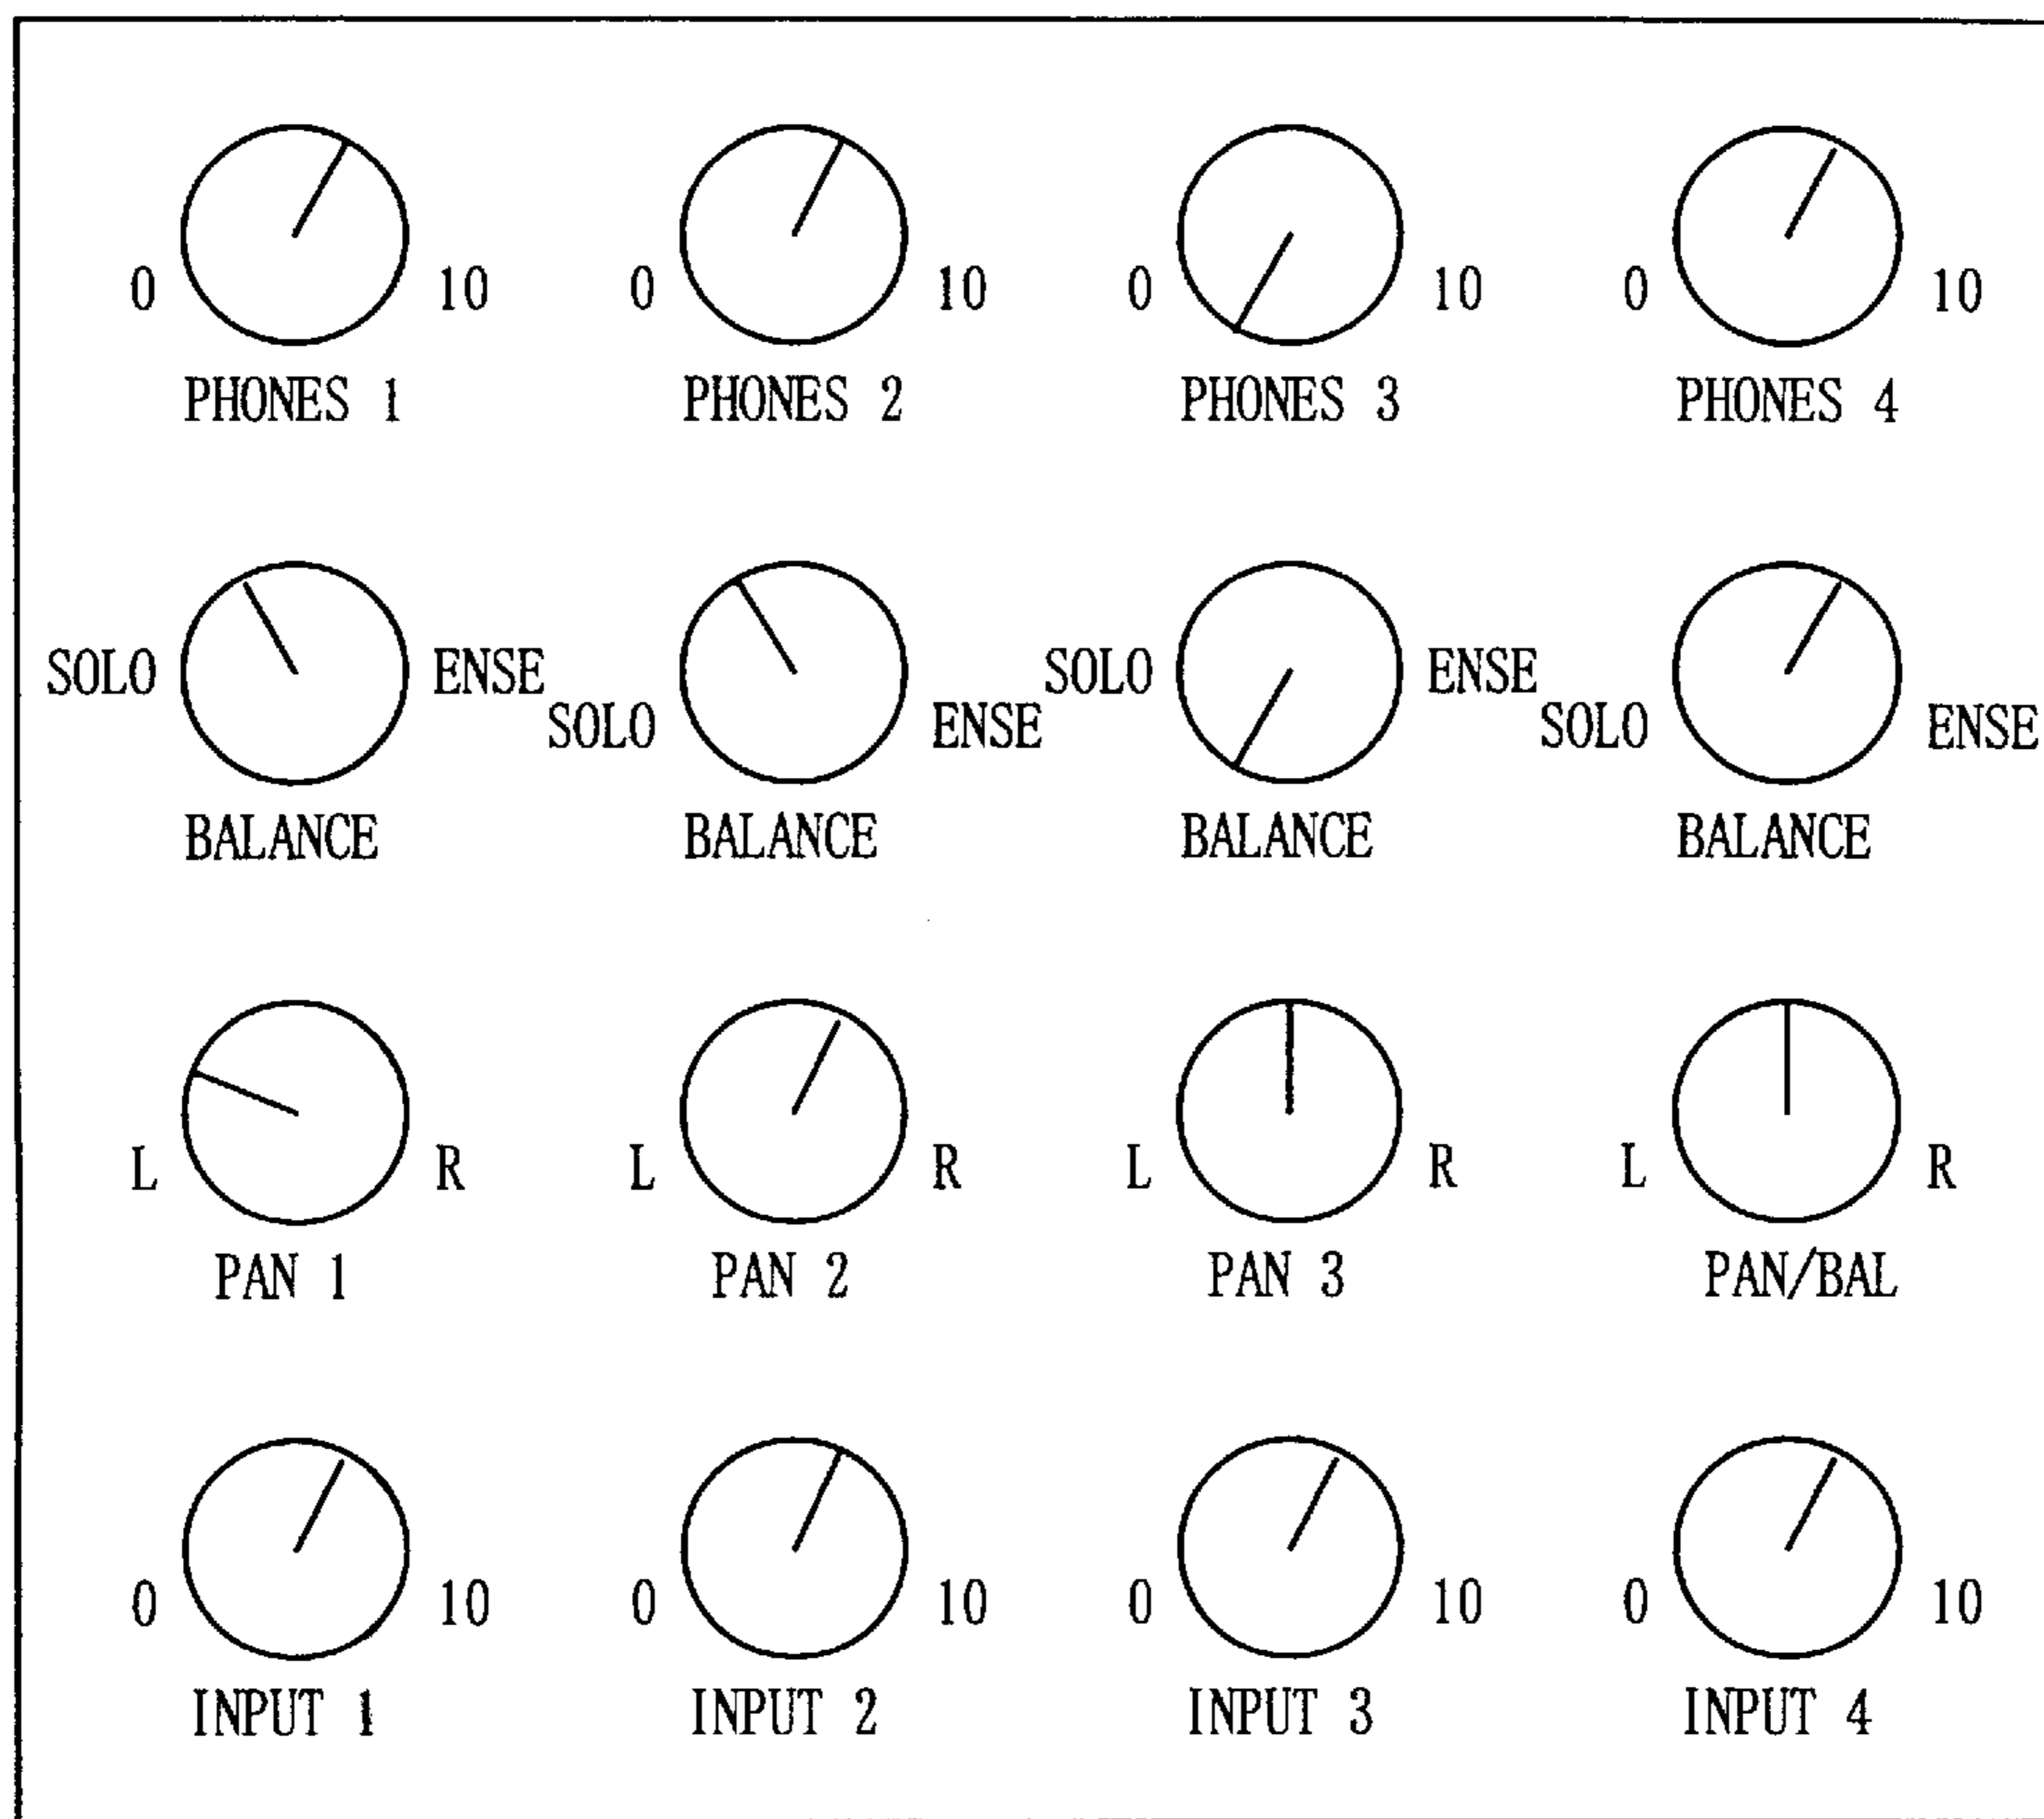 0 10 0 10 0 10 0 10
PHONES 1 PHONES 2 PHONES 3 PHONES 4
SOLO ENSE SOLO ENSE
SOLO ENSE SOLO ENSE
BALANCE BALANCE BALANCE BALANCE
L R L R L R L R
PAN 1 PAN 2 PAN 3 PAN/BAL
0 10 0 10 0 10 0 10
INPUT 1 INPUT 2 INPUT 3 INPUT 4